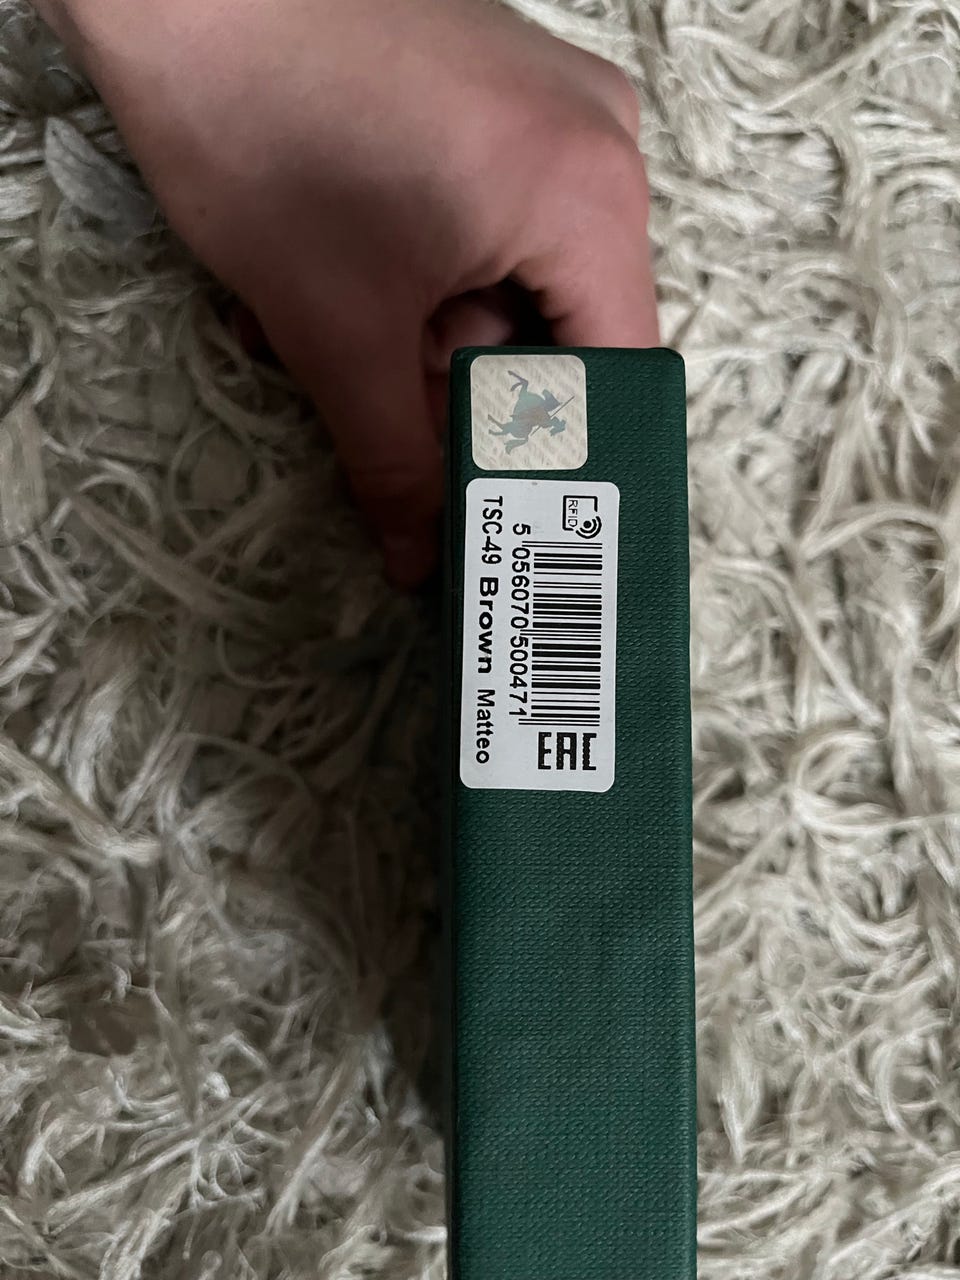 RFID
5 056070 500471
EAC
TSC-49 Brown Matteo